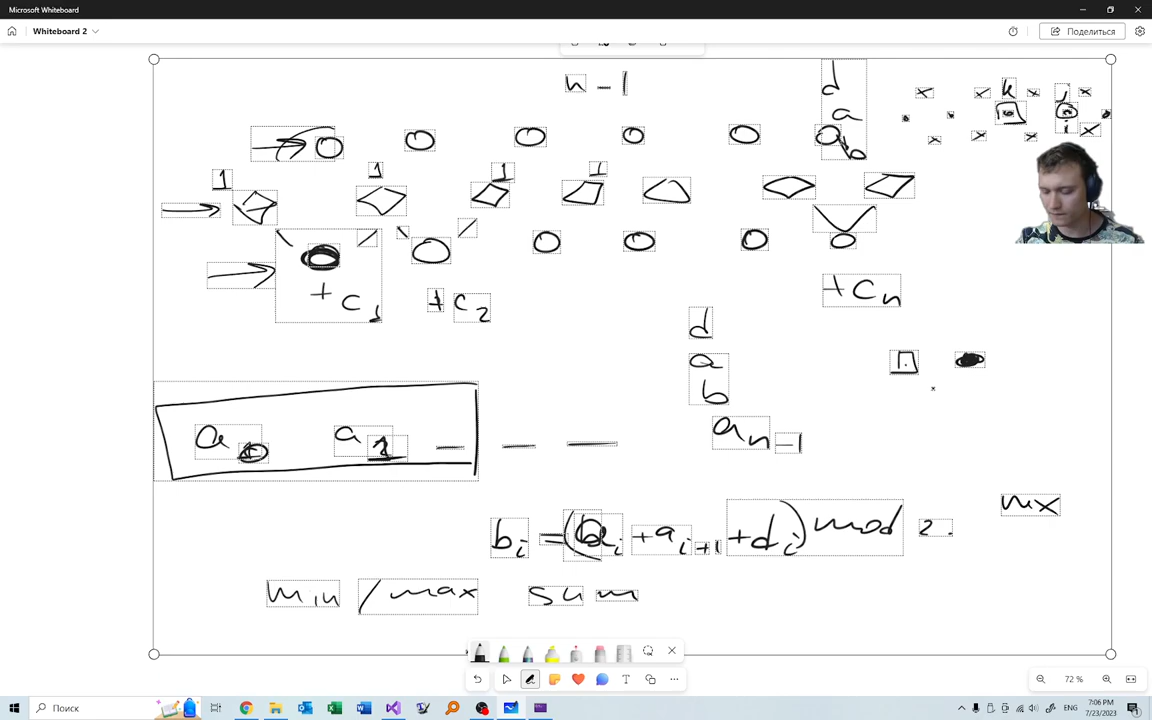 Microsoft Whiteboard
Whiteboard 2
Поделиться
n - 1
d
a
b
x x k x j x
i x x x x
1 1 1 1
+ c1 + c2 + cn
d
a
b
a0 a1 — — — an-1
mx
bi = (ai + ai+1 + di) mod 2.
min / max sum
72 %
Поиск
ENG
7:06 PM
7/23/2023